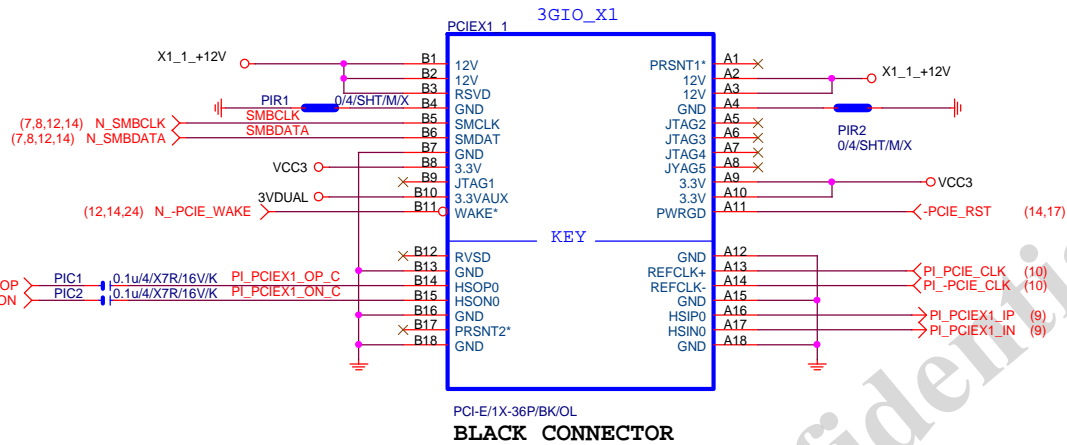 3GIO_X1
PCIEX1_1
X1_1_+12V
B1 12V
B2 12V
B3 RSVD
PIR1 0/4/SHT/M/X B4 GND
(7,8,12,14) N_SMBCLK SMBCLK B5 SMCLK
(7,8,12,14) N_SMBDATA SMBDATA B6 SMDAT
B7 GND
VCC3 B8 3.3V
B9 JTAG1
3VDUAL B10 3.3VAUX
(12,14,24) N_-PCIE_WAKE B11 WAKE*
KEY
B12 RVSD
B13 GND
OP PIC1 0.1u/4/X7R/16V/K PI_PCIEX1_OP_C B14 HSOP0
ON PIC2 0.1u/4/X7R/16V/K PI_PCIEX1_ON_C B15 HSON0
B16 GND
B17 PRSNT2*
B18 GND
PRSNT1* A1
12V A2 X1_1_+12V
12V A3
GND A4
PIR2
0/4/SHT/M/X
JTAG2 A5
JTAG3 A6
JTAG4 A7
JYAG5 A8
3.3V A9 VCC3
3.3V A10
PWRGD A11 -PCIE_RST (14,17)
GND A12
REFCLK+ A13 PI_PCIE_CLK (10)
REFCLK- A14 PI_-PCIE_CLK (10)
GND A15
HSIP0 A16 PI_PCIEX1_IP (9)
HSIN0 A17 PI_PCIEX1_IN (9)
GND A18
PCI-E/1X-36P/BK/OL
BLACK CONNECTOR
fidentia